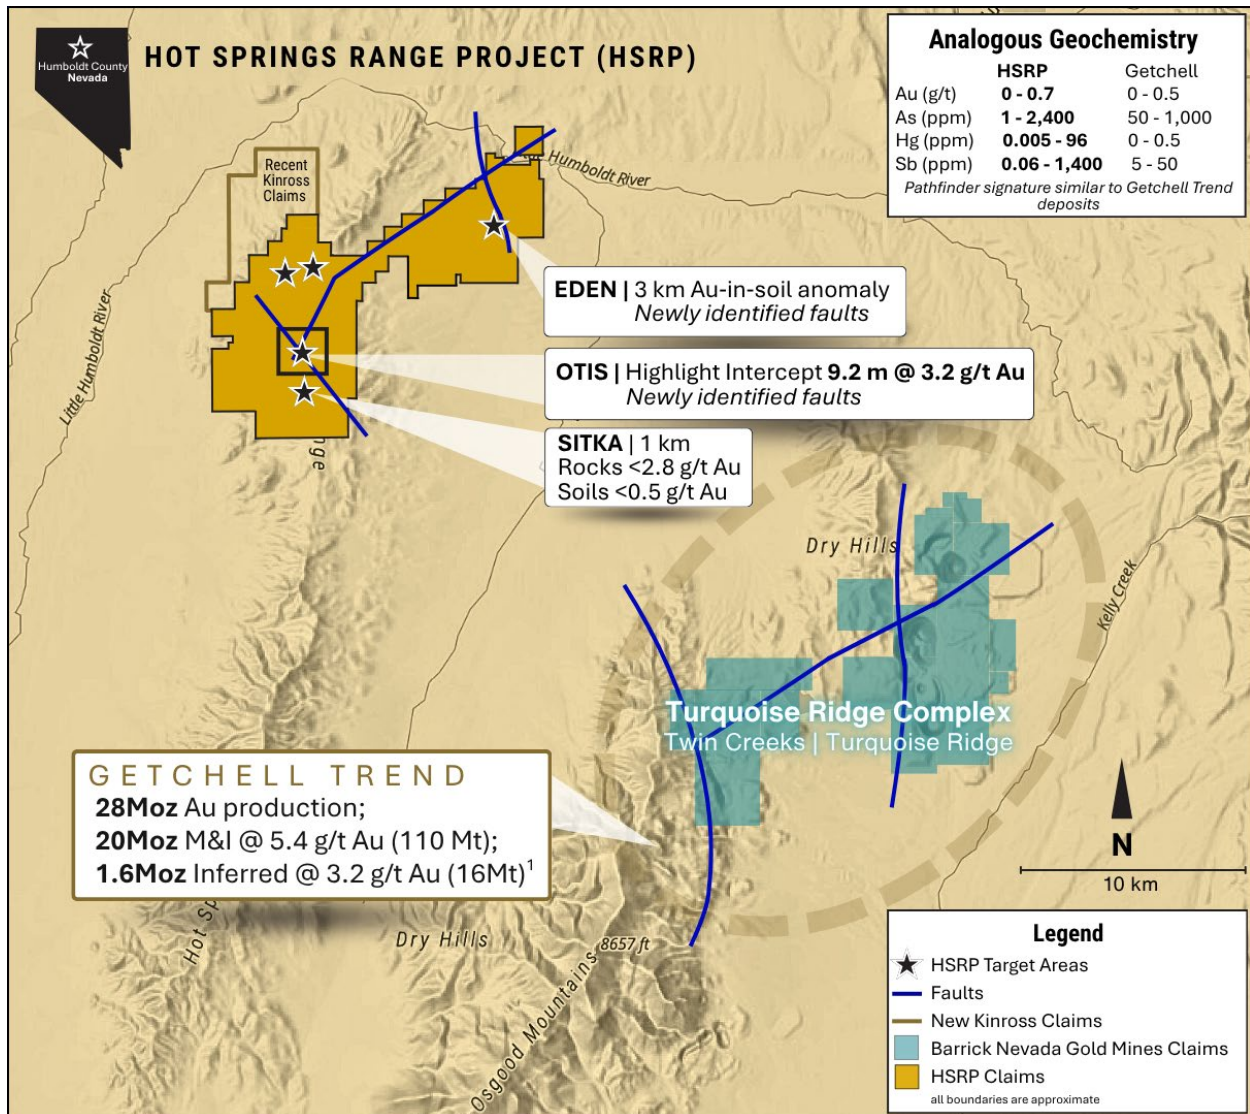 Humboldt County
Nevada
HOT SPRINGS RANGE PROJECT (HSRP)
Analogous Geochemistry
HSRP Getchell
Au (g/t) 0 - 0.7 0 - 0.5
As (ppm) 1 - 2,400 50 - 1,000
Hg (ppm) 0.005 - 96 0 - 0.5
Sb (ppm) 0.06 - 1,400 5 - 50
Pathfinder signature similar to Getchell Trend
deposits
Recent
Kinross
Claims
Humboldt River
Little Humboldt River
EDEN | 3 km Au-in-soil anomaly
Newly identified faults
OTIS | Highlight Intercept 9.2 m @ 3.2 g/t Au
Newly identified faults
SITKA | 1 km
Rocks <2.8 g/t Au
Soils <0.5 g/t Au
nge
Dry Hills
Kelly Creek
Turquoise Ridge Complex
Twin Creeks | Turquoise Ridge
GETCHELL TREND
28Moz Au production;
20Moz M&I @ 5.4 g/t Au (110 Mt);
1.6Moz Inferred @ 3.2 g/t Au (16Mt)¹
N
10 km
Hot Sp
Dry Hills
8657 ft
Osgood Mountains
Legend
HSRP Target Areas
Faults
New Kinross Claims
Barrick Nevada Gold Mines Claims
HSRP Claims
all boundaries are approximate